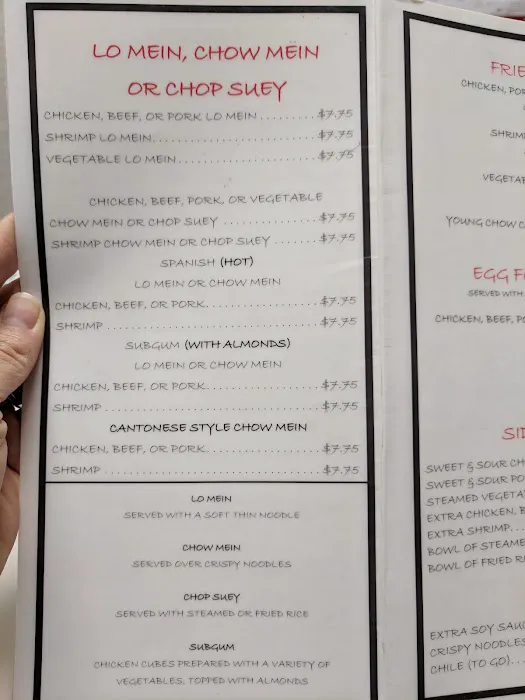 LO MEIN, CHOW MEIN
OR CHOP SUEY
CHICKEN, BEEF, OR PORK LO MEIN.........$7.75
SHRIMP LO MEIN..........................$7.75
VEGETABLE LO MEIN.......................$7.75
CHICKEN, BEEF, PORK, OR VEGETABLE
CHOW MEIN OR CHOP SUEY ...............$7.75
SHRIMP CHOW MEIN OR CHOP SUEY ........$7.75
SPANISH (HOT)
LO MEIN OR CHOW MEIN
CHICKEN, BEEF, OR PORK..................$7.75
SHRIMP ..................................$7.75
SUBGUM (WITH ALMONDS)
LO MEIN OR CHOW MEIN
CHICKEN, BEEF, OR PORK..................$7.75
SHRIMP ..................................$7.75
CANTONESE STYLE CHOW MEIN
CHICKEN, BEEF, OR PORK..................$7.75
SHRIMP ..................................$7.75
LO MEIN
SERVED WITH A SOFT THIN NOODLE
CHOW MEIN
SERVED OVER CRISPY NOODLES
CHOP SUEY
SERVED WITH STEAMED OR FRIED RICE
SUBGUM
CHICKEN CUBES PREPARED WITH A VARIETY OF
VEGETABLES, TOPPED WITH ALMONDS
FRIE
CHICKEN, POR
SHRIM
VEGETAB
YOUNG CHOW C
EGG F
SERVED WITH
CHICKEN, BEEF, PO
SID
SWEET & SOUR CH
SWEET & SOUR PO
STEAMED VEGETA
EXTRA CHICKEN, B
EXTRA SHRIMP...
BOWL OF STEAME
BOWL OF FRIED RI
EXTRA SOY SAUC
CRISPY NOODLES
CHILE (TO GO)...